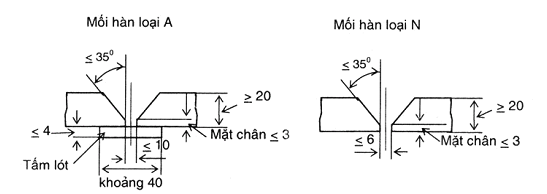 Mối hàn loại A
≤ 35⁰
≥ 20
≤ 4
Mặt chân ≤ 3
Tấm lót
≤ 10
khoảng 40
Mối hàn loại N
≤ 35⁰
≥ 20
≤ 6
Mặt chân ≤ 3